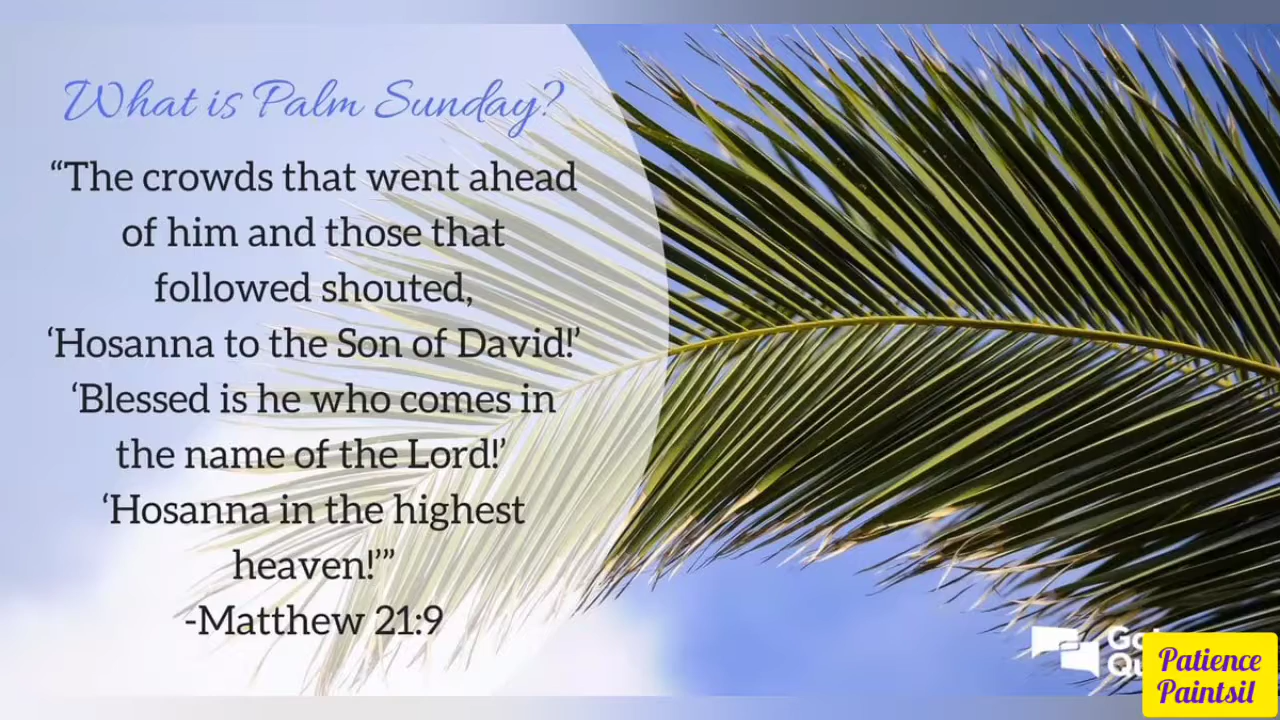 What is Palm Sunday?
“The crowds that went ahead
of him and those that
followed shouted,
‘Hosanna to the Son of David!’
‘Blessed is he who comes in
the name of the Lord!’
‘Hosanna in the highest
heaven!’”
-Matthew 21:9
Patience
Paintsil